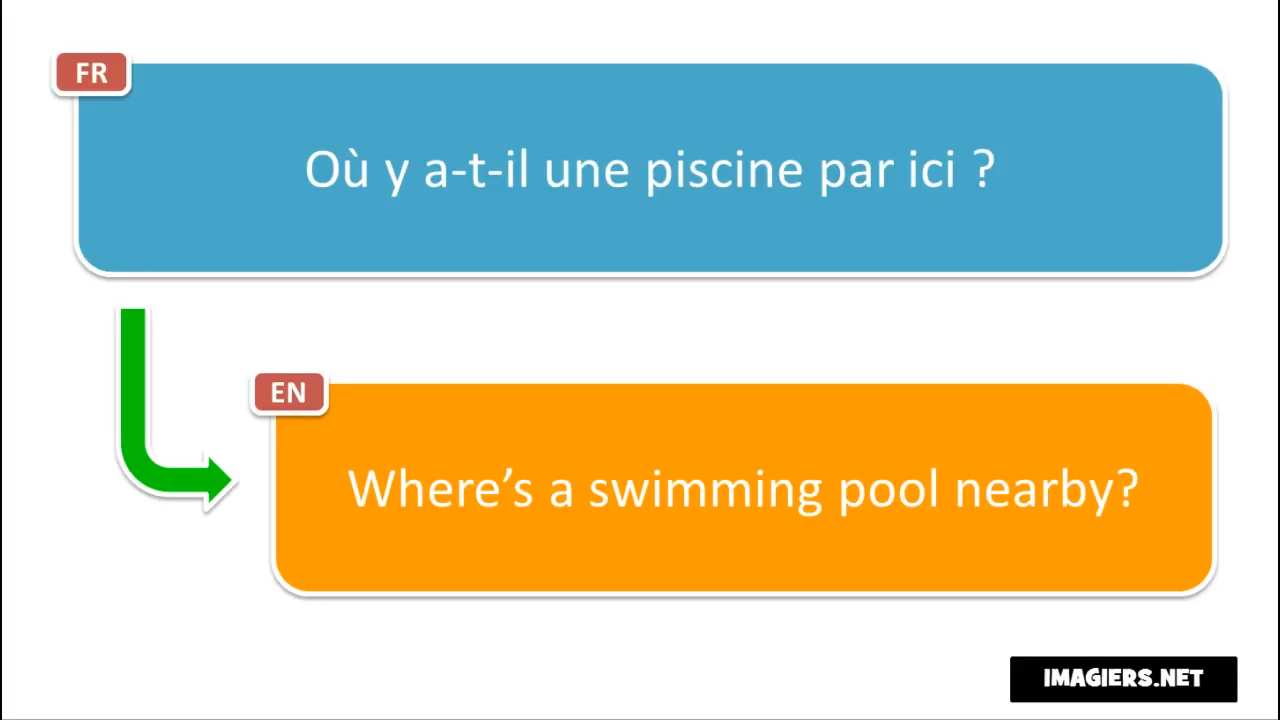 FR
Où y a-t-il une piscine par ici ?
EN
Where’s a swimming pool nearby?
IMAGIERS.NET